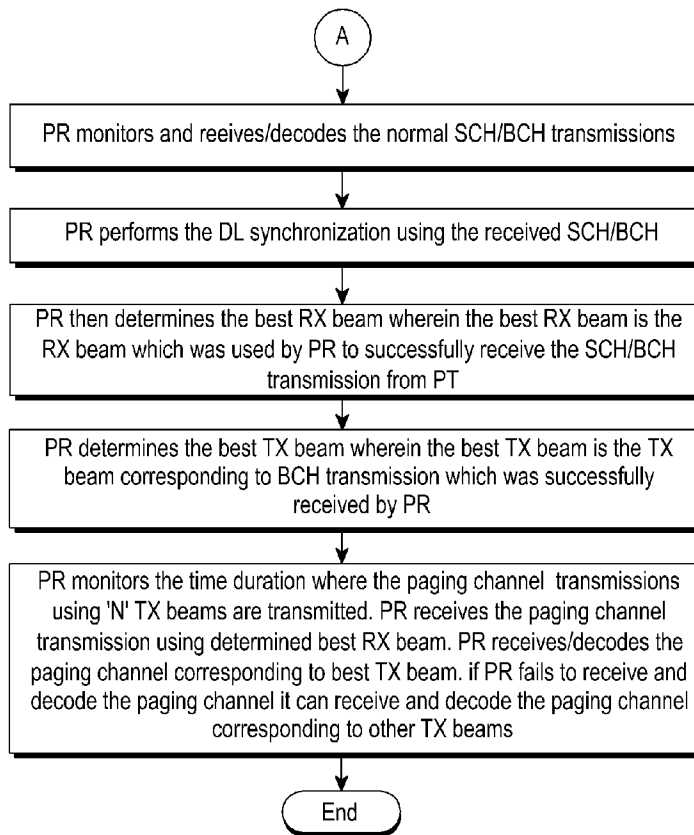 A
PR monitors and reeives/decodes the normal SCH/BCH transmissions
PR performs the DL synchronization using the received SCH/BCH
PR then determines the best RX beam wherein the best RX beam is the
RX beam which was used by PR to successfully receive the SCH/BCH
transmission from PT
PR determines the best TX beam wherein the best TX beam is the TX
beam corresponding to BCH transmission which was successfully
received by PR
PR monitors the time duration where the paging channel transmissions
using 'N' TX beams are transmitted. PR receives the paging channel
transmission using determined best RX beam. PR receives/decodes the
paging channel corresponding to best TX beam. if PR fails to receive and
decode the paging channel it can receive and decode the paging channel
corresponding to other TX beams
End